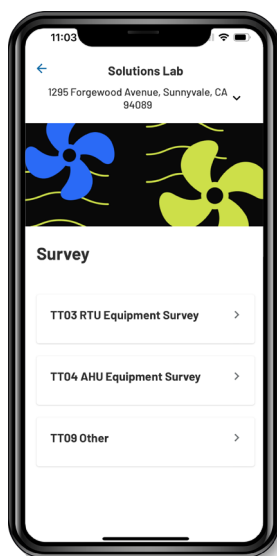 11:03
Solutions Lab
1295 Forgewood Avenue, Sunnyvale, CA
94089
Survey
TT03 RTU Equipment Survey
TT04 AHU Equipment Survey
TT09 Other